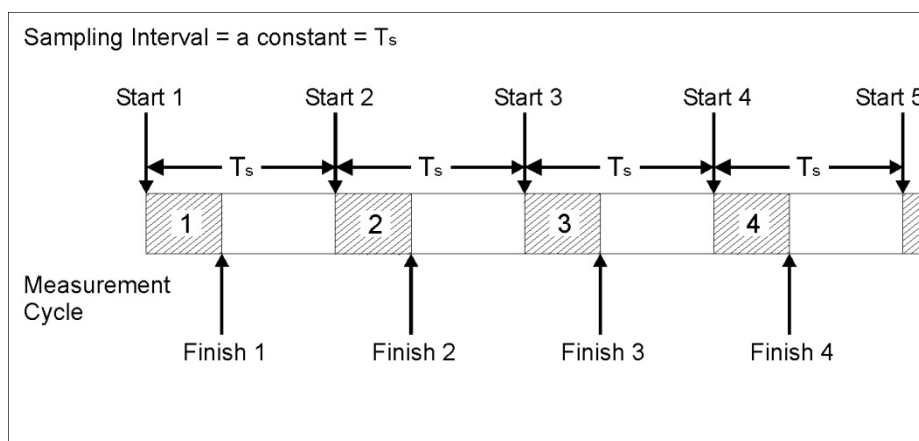 Sampling Interval = a constant = Ts
Start 1 Start 2 Start 3 Start 4 Start 5
Ts Ts Ts Ts
1 2 3 4
Measurement
Cycle
Finish 1 Finish 2 Finish 3 Finish 4